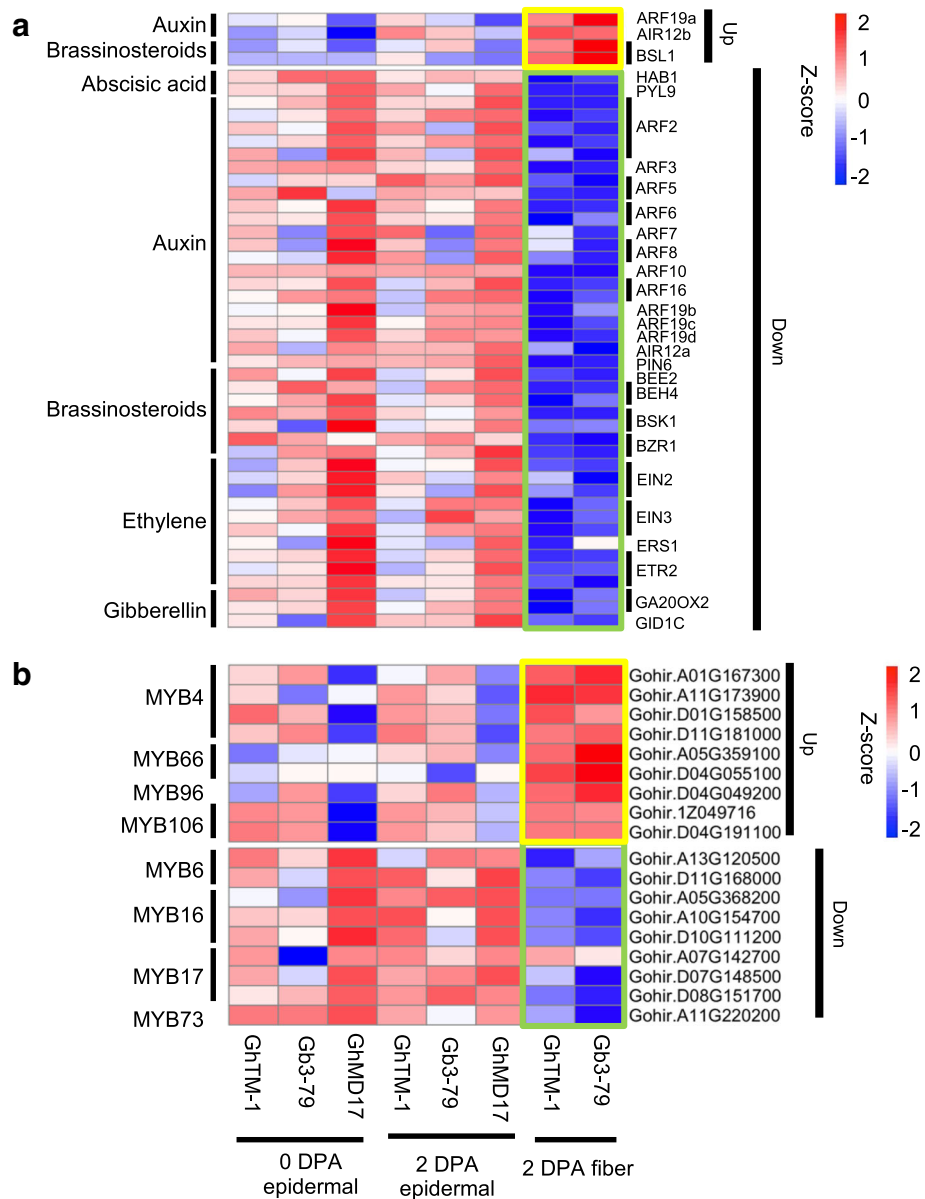 a
Auxin
Brassinosteroids
ARF19a
AIR12b
BSL1
Up
Z-score
2
1
0
-1
-2
Abscisic acid
Auxin
Brassinosteroids
Ethylene
Gibberellin
HAB1
PYL9
ARF2
ARF3
ARF5
ARF6
ARF7
ARF8
ARF10
ARF16
ARF19b
ARF19c
ARF19d
AIR12a
PIN6
BEE2
BEH4
BSK1
BZR1
EIN2
EIN3
ERS1
ETR2
GA20OX2
GID1C
Down
b
MYB4
MYB66
MYB96
MYB106
Gohir.A01G167300
Gohir.A11G173900
Gohir.D01G158500
Gohir.D11G181000
Gohir.A05G359100
Gohir.D04G055100
Gohir.D04G049200
Gohir.1Z049716
Gohir.D04G191100
Up
Z-score
2
1
0
-1
-2
MYB6
MYB16
MYB17
MYB73
Gohir.A13G120500
Gohir.D11G168000
Gohir.A05G368200
Gohir.A10G154700
Gohir.D10G111200
Gohir.A07G142700
Gohir.D07G148500
Gohir.D08G151700
Gohir.A11G220200
Down
GhTM-1
Gb3-79
GhMD17
GhTM-1
Gb3-79
GhMD17
GhTM-1
Gb3-79
0 DPA
epidermal
2 DPA
epidermal
2 DPA fiber